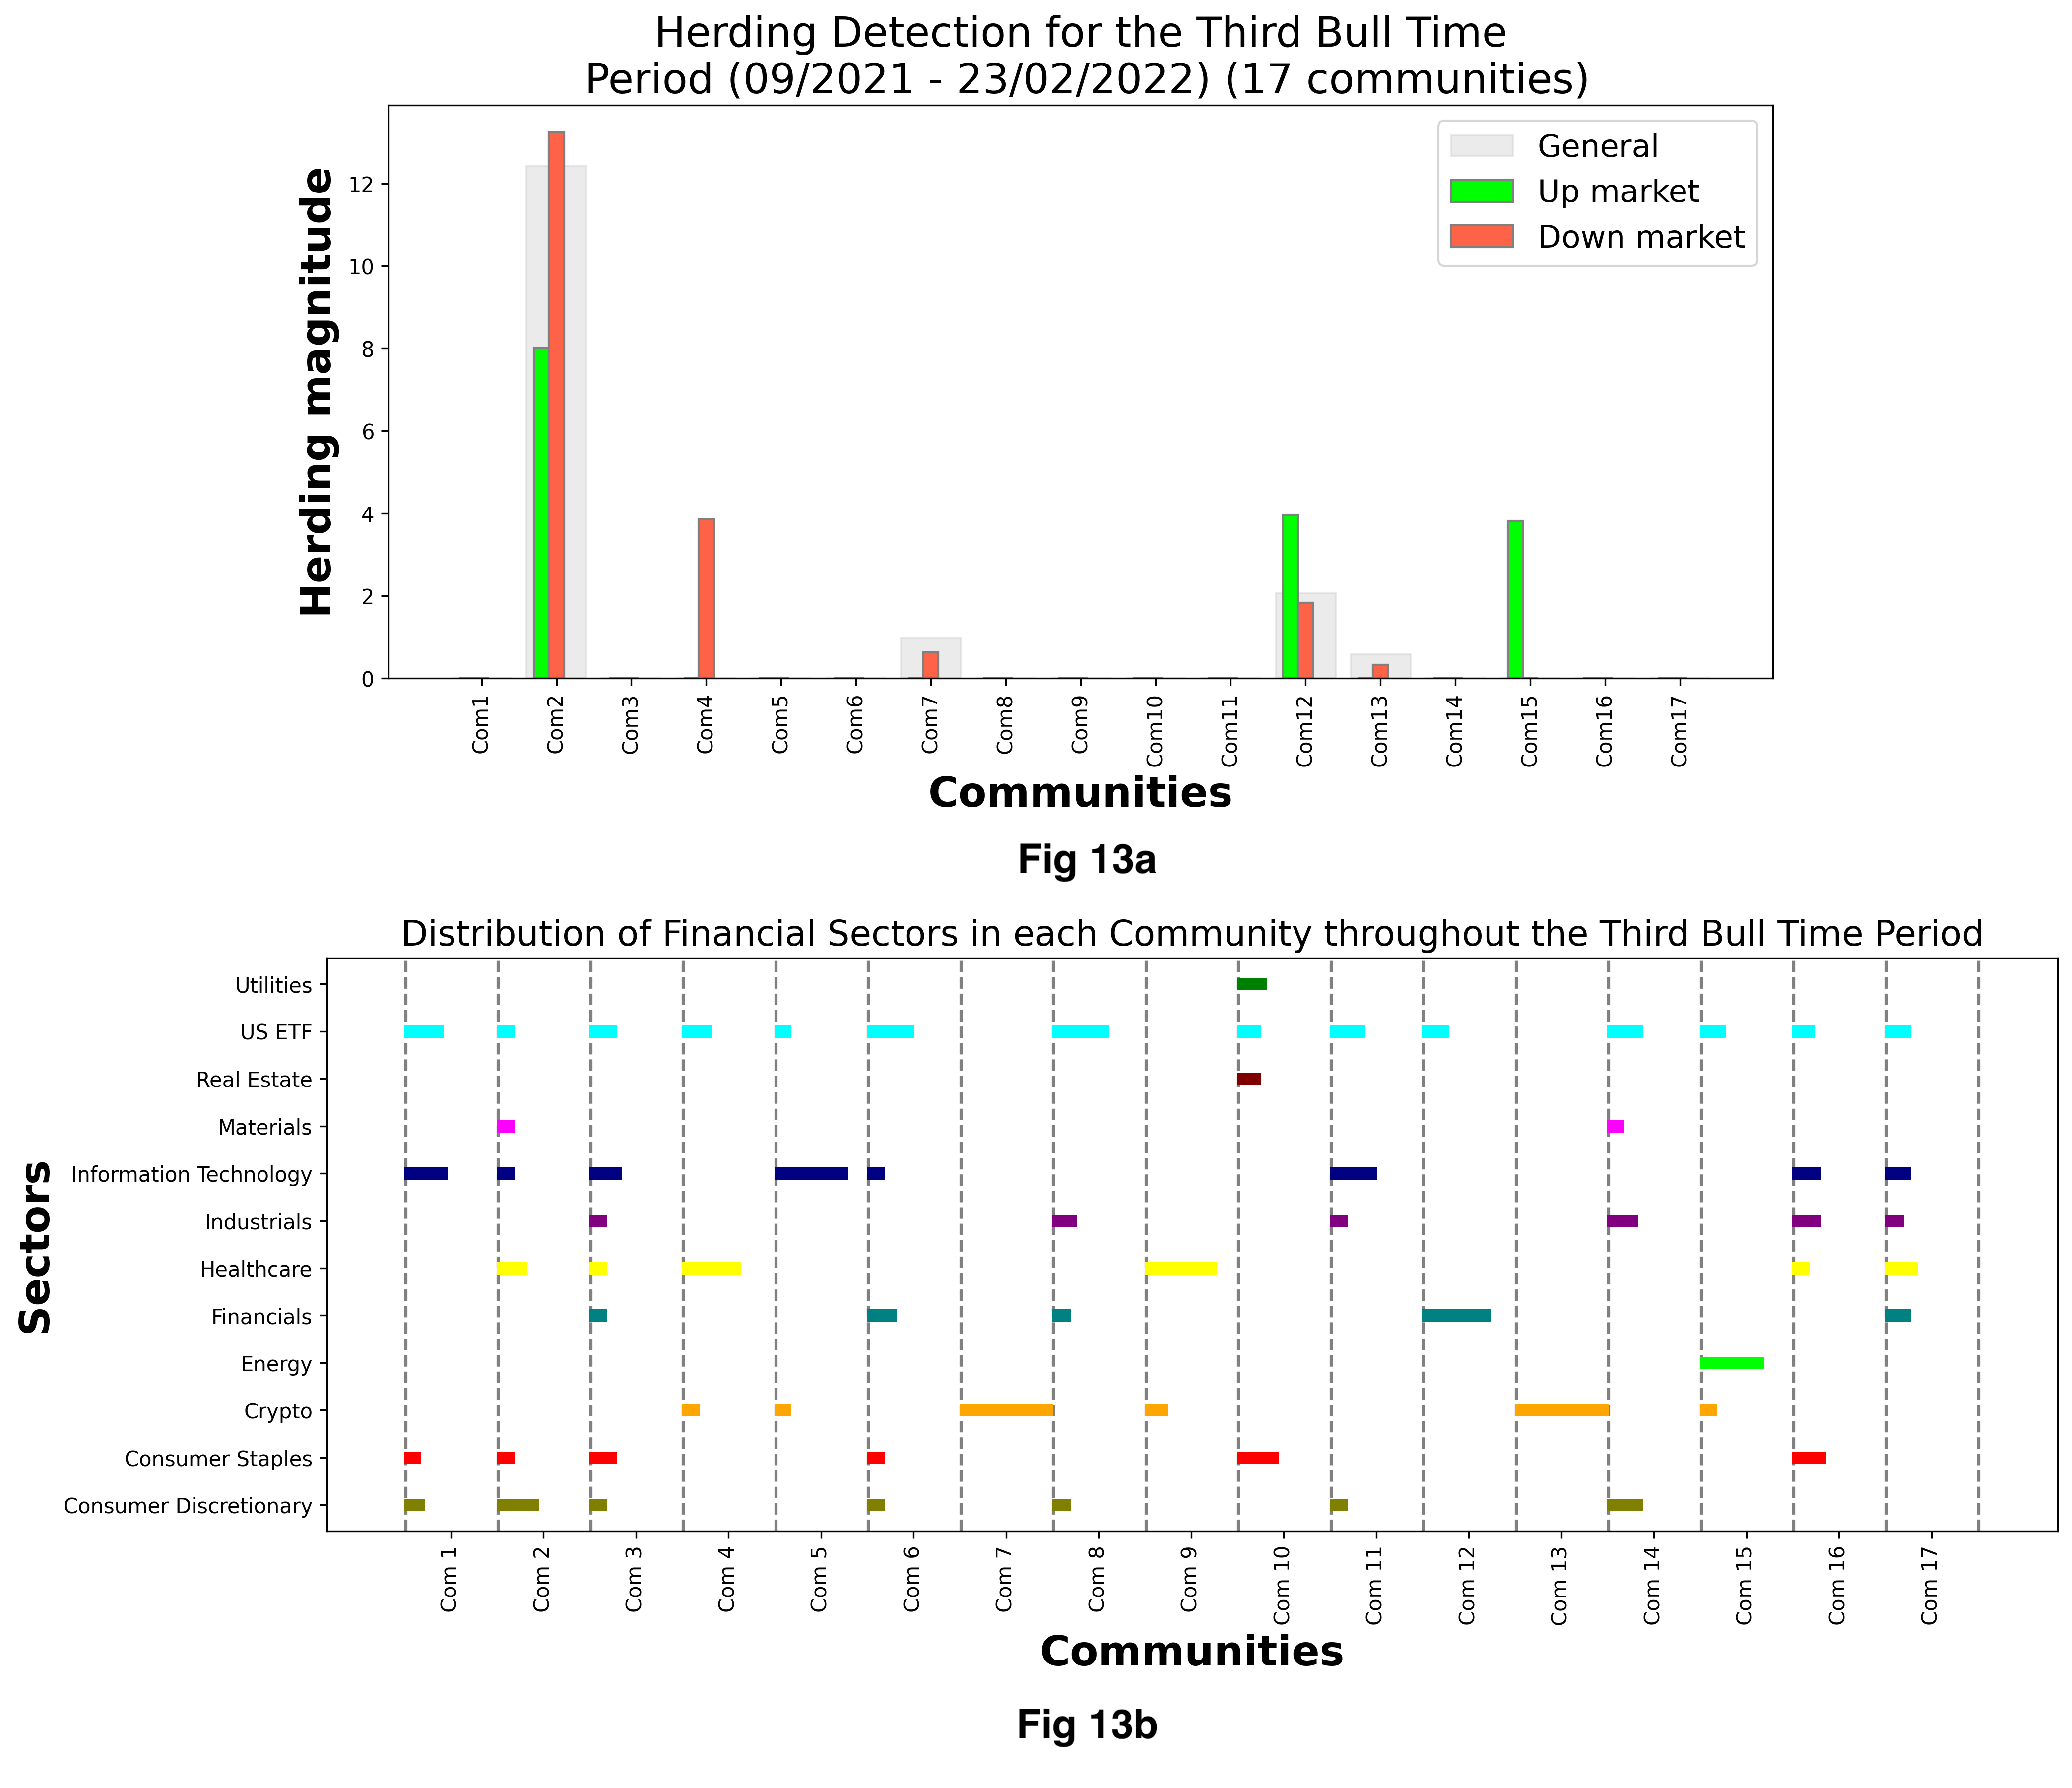 Herding Detection for the Third Bull Time
Period (09/2021 - 23/02/2022) (17 communities)
General
Up market
Down market
Herding magnitude
12
10
8
6
4
2
0
Com1
Com2
Com3
Com4
Com5
Com6
Com7
Com8
Com9
Com10
Com11
Com12
Com13
Com14
Com15
Com16
Com17
Communities
Fig 13a
Distribution of Financial Sectors in each Community throughout the Third Bull Time Period
Sectors
Utilities
US ETF
Real Estate
Materials
Information Technology
Industrials
Healthcare
Financials
Energy
Crypto
Consumer Staples
Consumer Discretionary
Com 1
Com 2
Com 3
Com 4
Com 5
Com 6
Com 7
Com 8
Com 9
Com 10
Com 11
Com 12
Com 13
Com 14
Com 15
Com 16
Com 17
Communities
Fig 13b